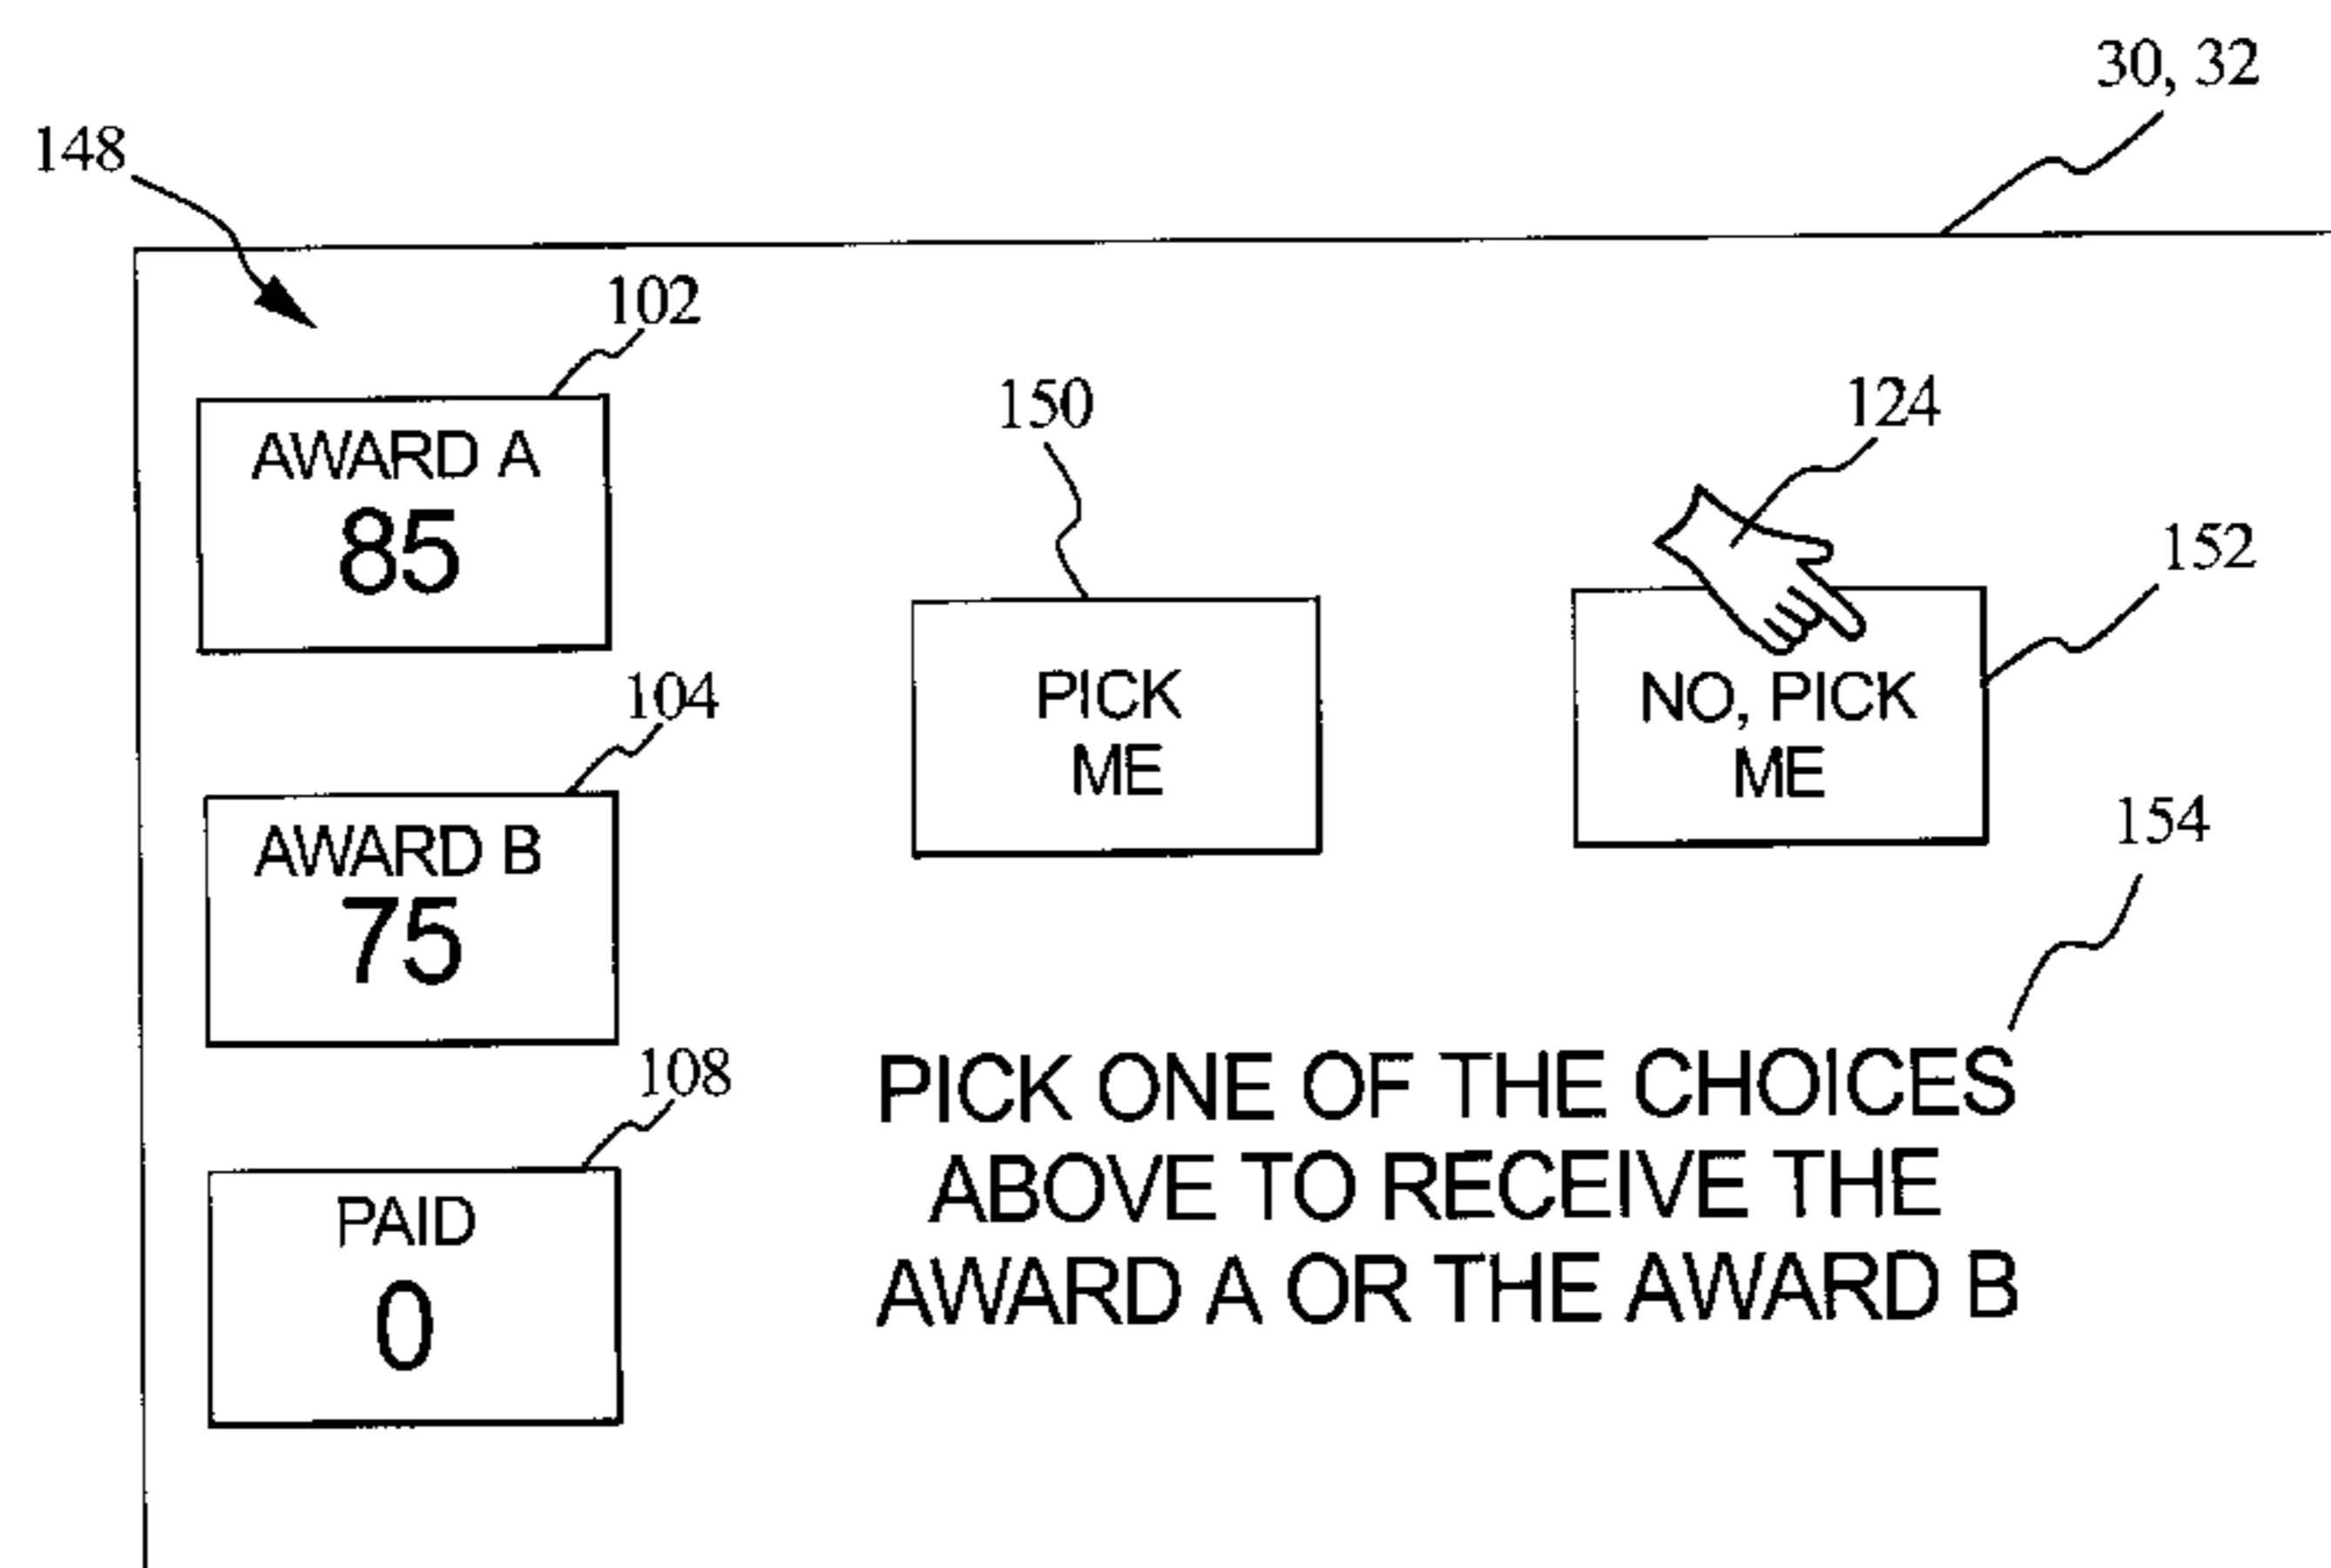 30, 32
148
102
AWARD A
85
150
124
152
PICK
ME
NO, PICK
ME
104
AWARD B
75
154
108
PAID
0
PICK ONE OF THE CHOICES
ABOVE TO RECEIVE THE
AWARD A OR THE AWARD B